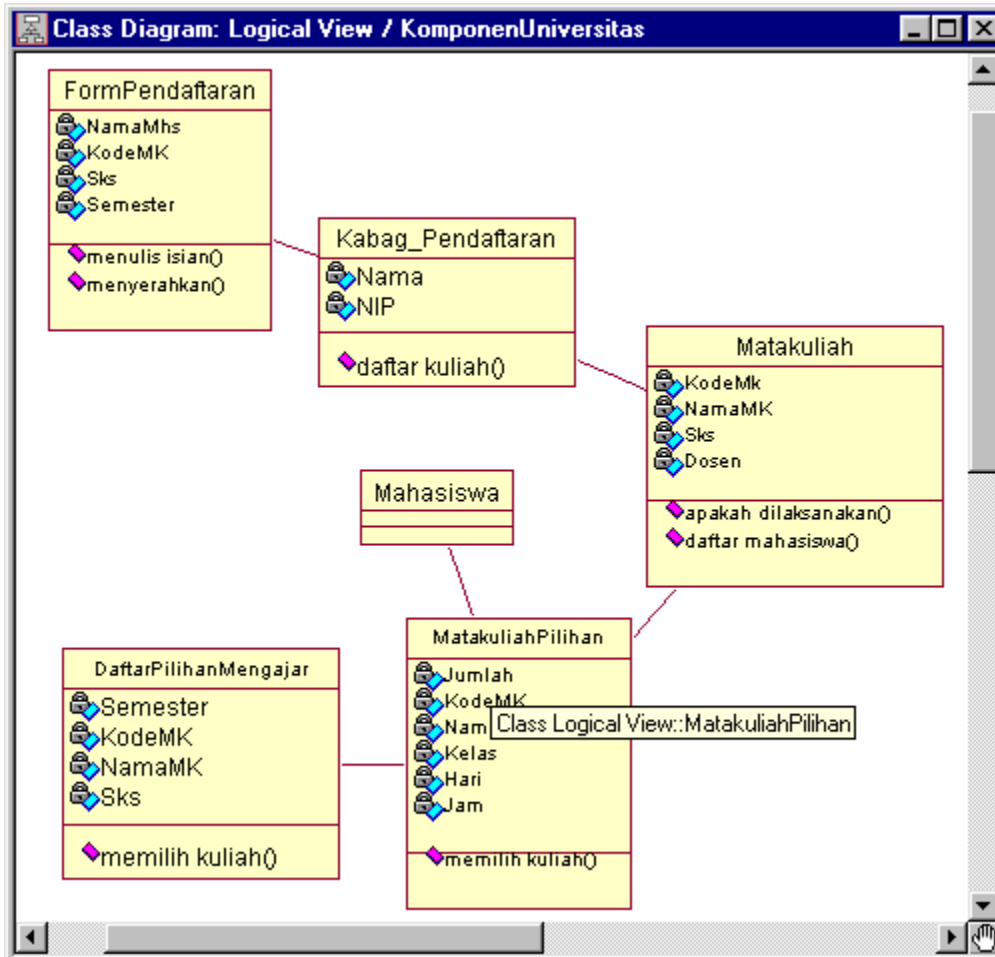 Class Diagram: Logical View / KomponenUniversitas
FormPendaftaran
NamaMhs
KodeMK
Sks
Semester
menulis isian()
menyerahkan()
Kabag_Pendaftaran
Nama
NIP
daftar kuliah()
Matakuliah
KodeMk
NamaMK
Sks
Dosen
apakah dilaksanakan()
daftar mahasiswa()
Mahasiswa
MatakuliahPilihan
Jumlah
KodeMK
Class Logical View::MatakuliahPilihan
Kelas
Hari
Jam
memilih kuliah()
DaftarPilihanMengajar
Semester
KodeMK
NamaMK
Sks
memilih kuliah()